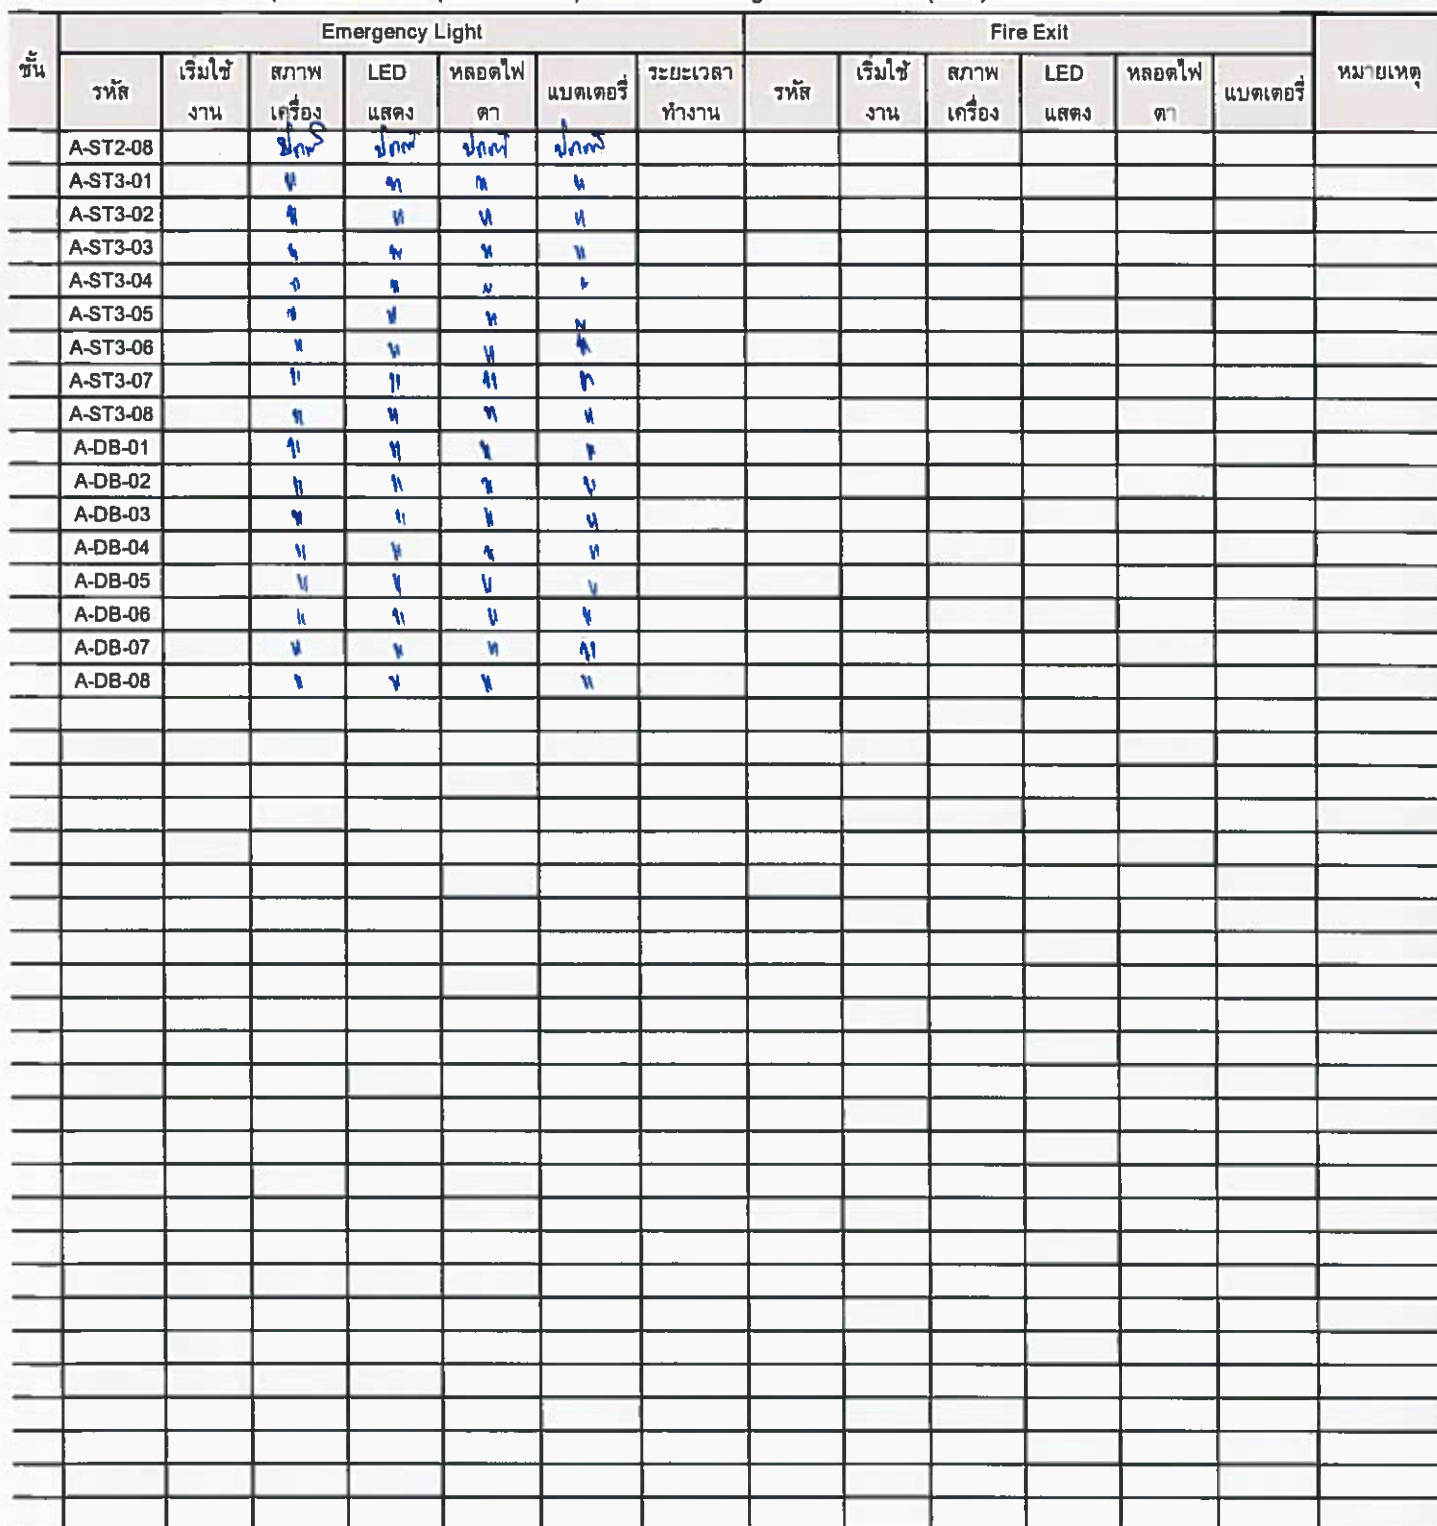 Emergency Light Fire Exit
ชั้น รหัส เริ่มใช้งาน สภาพเครื่อง LED แสดง หลอดไฟ ตา แบตเตอรี่ ระยะเวลา ทำงาน รหัส เริ่มใช้งาน สภาพเครื่อง LED แสดง หลอดไฟ ตา แบตเตอรี่ หมายเหตุ
A-ST2-08 ปกติ ปกติ ปกติ ปกติ
A-ST3-01 " " " "
A-ST3-02 " " " "
A-ST3-03 " " " "
A-ST3-04 " " " "
A-ST3-05 " " " "
A-ST3-06 " " " "
A-ST3-07 " " " "
A-ST3-08 " " " "
A-DB-01 " " " "
A-DB-02 " " " "
A-DB-03 " " " "
A-DB-04 " " " "
A-DB-05 " " " "
A-DB-06 " " " "
A-DB-07 " " " "
A-DB-08 " " " "